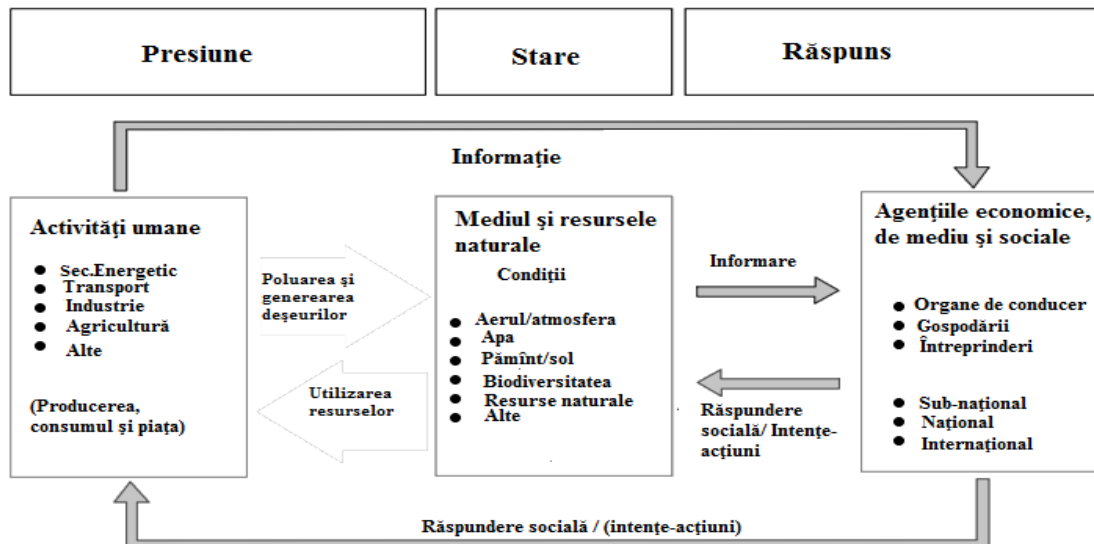 Presiune
Stare
Răspuns
Informație
Activități umane
● Sec.Energetic
● Transport
● Industrie
● Agricultură
● Alte
(Producerea,
consumul și piața)
Poluarea și
generearea
deșeurilor
Utilizarea
resurselor
Mediul și resursele
naturale
Condiții
● Aerul/atmosfera
● Apa
● Pămînt/sol
● Biodiversitatea
● Resurse naturale
● Alte
Informare
Răspundere
socială/ Intențe-
acțiuni
Agențiile economice,
de mediu și sociale
● Organe de conducer
● Gospodării
● Întreprinderi
● Sub-național
● Național
● Internațional
Răspundere socială / (intențe-acțiuni)